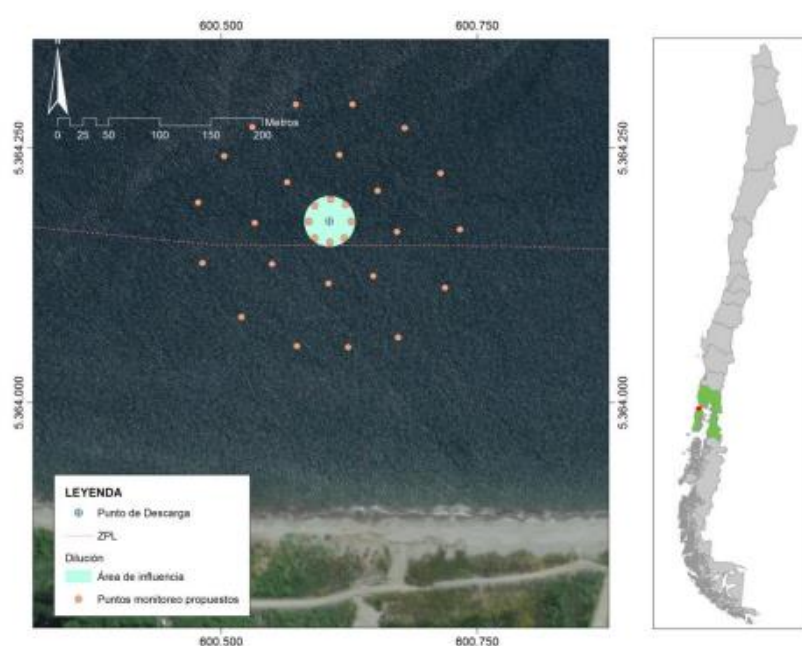 600.500 600.750
N
Metros
0 25 50 100 150 200
5.364.250 5.364.250
5.364.000 5.364.000
LEYENDA
Punto de Descarga
ZPL
Dilución
Área de influencia
Puntos monitoreo propuestos
600.500 600.750